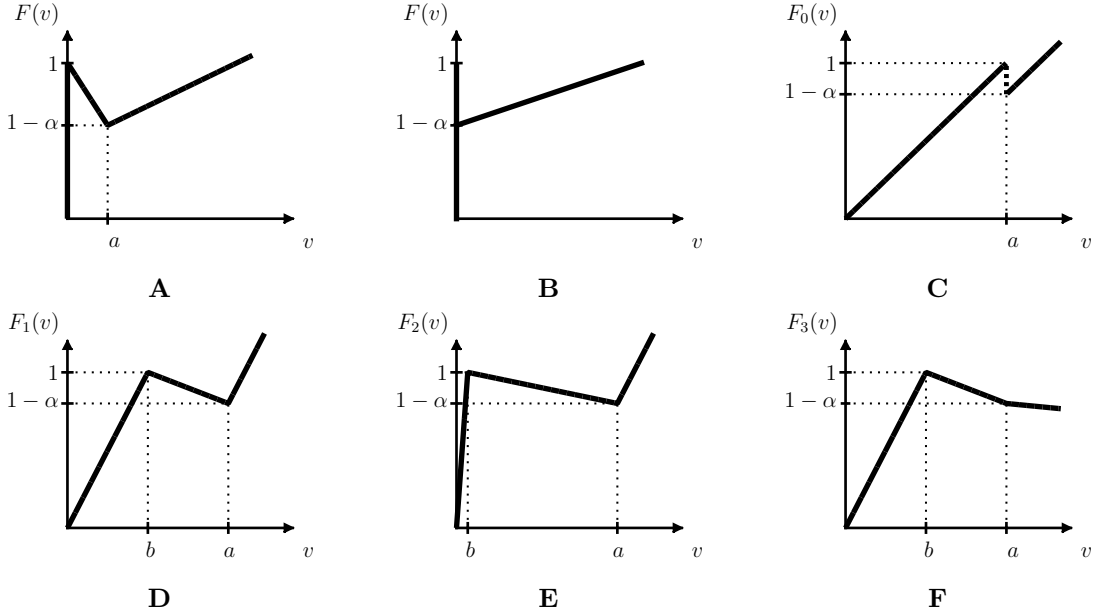 F(v) F(v) F₀(v)
1 1 1
1 − α 1 − α 1 − α
a v v a v
A B C
F₁(v) F₂(v) F₃(v)
1 1 1
1 − α 1 − α 1 − α
b a v b a v b a v
D E F